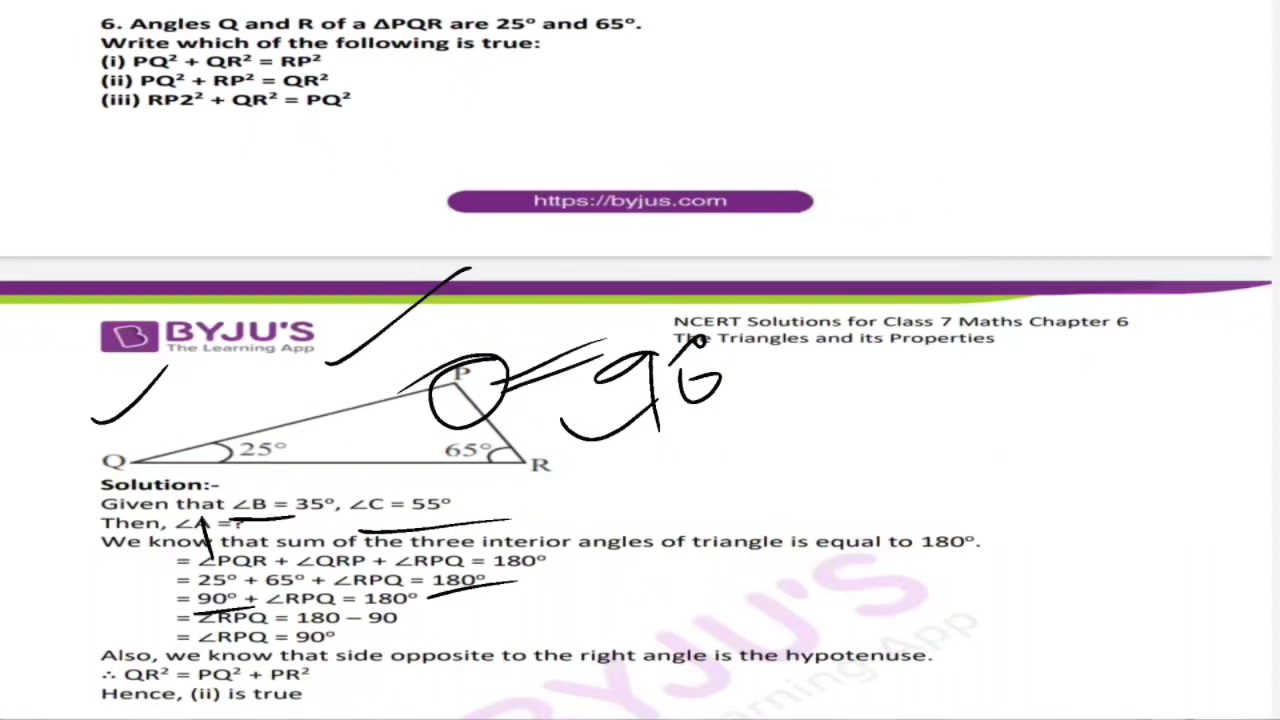 6. Angles Q and R of a ΔPQR are 25° and 65°.
Write which of the following is true:
(i) PQ² + QR² = RP²
(ii) PQ² + RP² = QR²
(iii) RP2² + QR² = PQ²
https://byjus.com
BYJU'S
The Learning App
NCERT Solutions for Class 7 Maths Chapter 6
The Triangles and its Properties
P
90
25°
65°
Q
R
Solution:-
Given that ∠B = 35°, ∠C = 55°
Then, ∠A =?
We know that sum of the three interior angles of triangle is equal to 180°.
= ∠PQR + ∠QRP + ∠RPQ = 180°
= 25° + 65° + ∠RPQ = 180°
= 90° + ∠RPQ = 180°
= ∠RPQ = 180 – 90
= ∠RPQ = 90°
Also, we know that side opposite to the right angle is the hypotenuse.
∴ QR² = PQ² + PR²
Hence, (ii) is true
BYJU'S
rning App